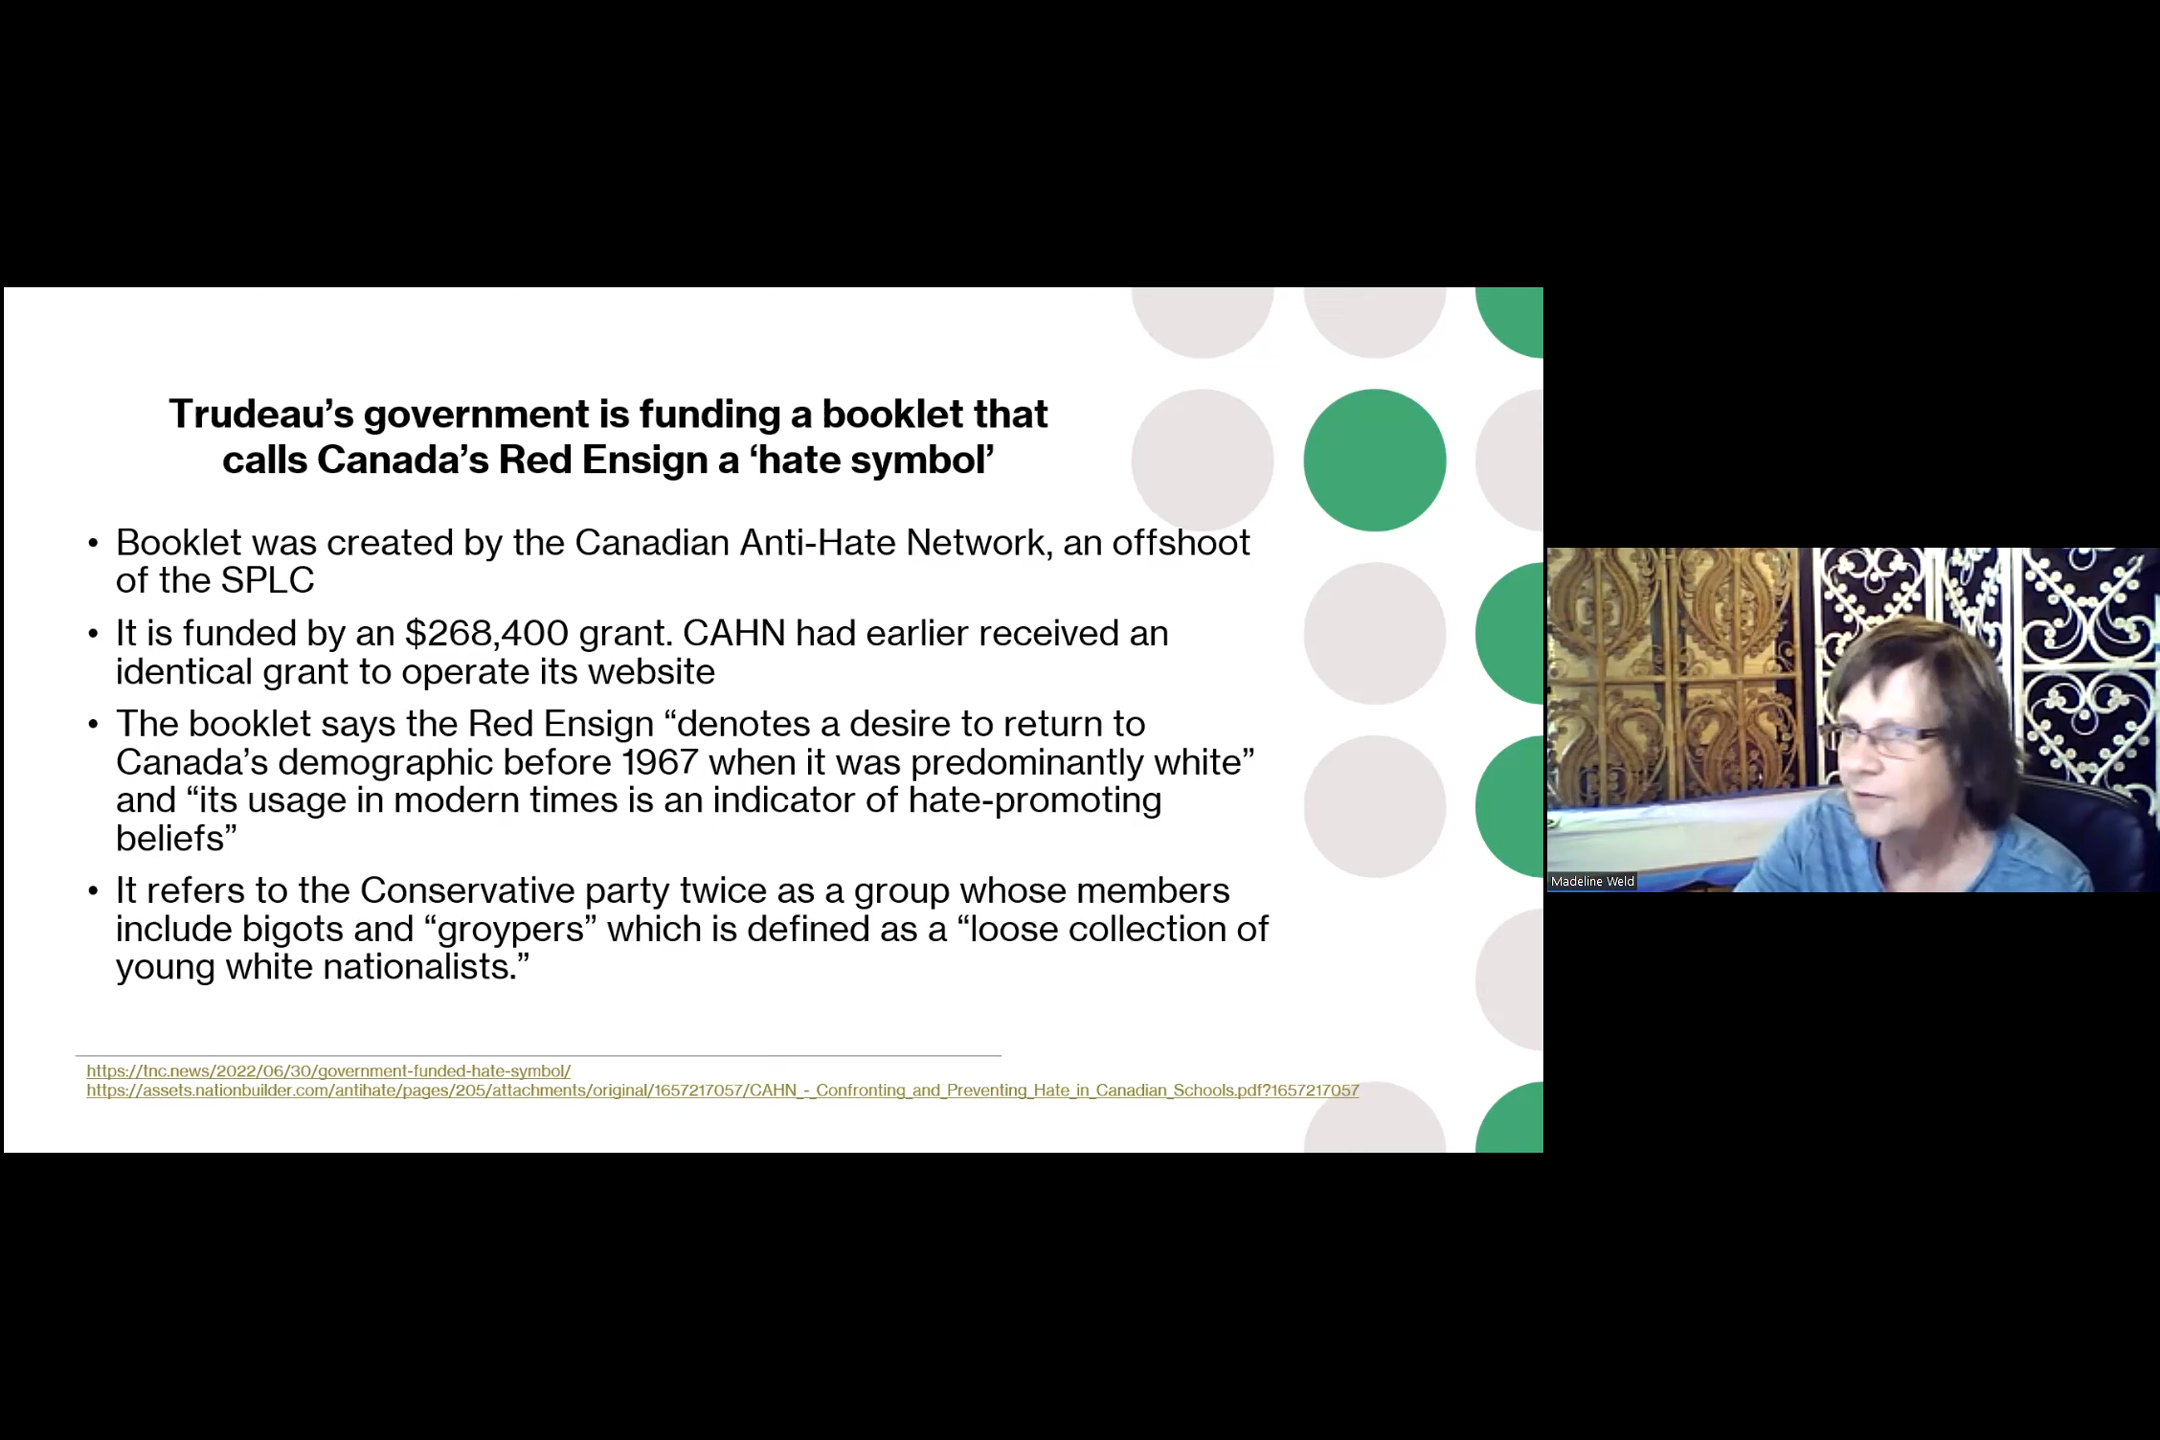 Trudeau’s government is funding a booklet that
calls Canada’s Red Ensign a ‘hate symbol’
• Booklet was created by the Canadian Anti-Hate Network, an offshoot
of the SPLC
• It is funded by an $268,400 grant. CAHN had earlier received an
identical grant to operate its website
• The booklet says the Red Ensign “denotes a desire to return to
Canada’s demographic before 1967 when it was predominantly white”
and “its usage in modern times is an indicator of hate-promoting
beliefs”
• It refers to the Conservative party twice as a group whose members
include bigots and “groypers” which is defined as a “loose collection of
young white nationalists.”
https://tnc.news/2022/06/30/government-funded-hate-symbol/
https://assets.nationbuilder.com/antihate/pages/205/attachments/original/1657217057/CAHN_-_Confronting_and_Preventing_Hate_in_Canadian_Schools.pdf?1657217057
Madeline Weld